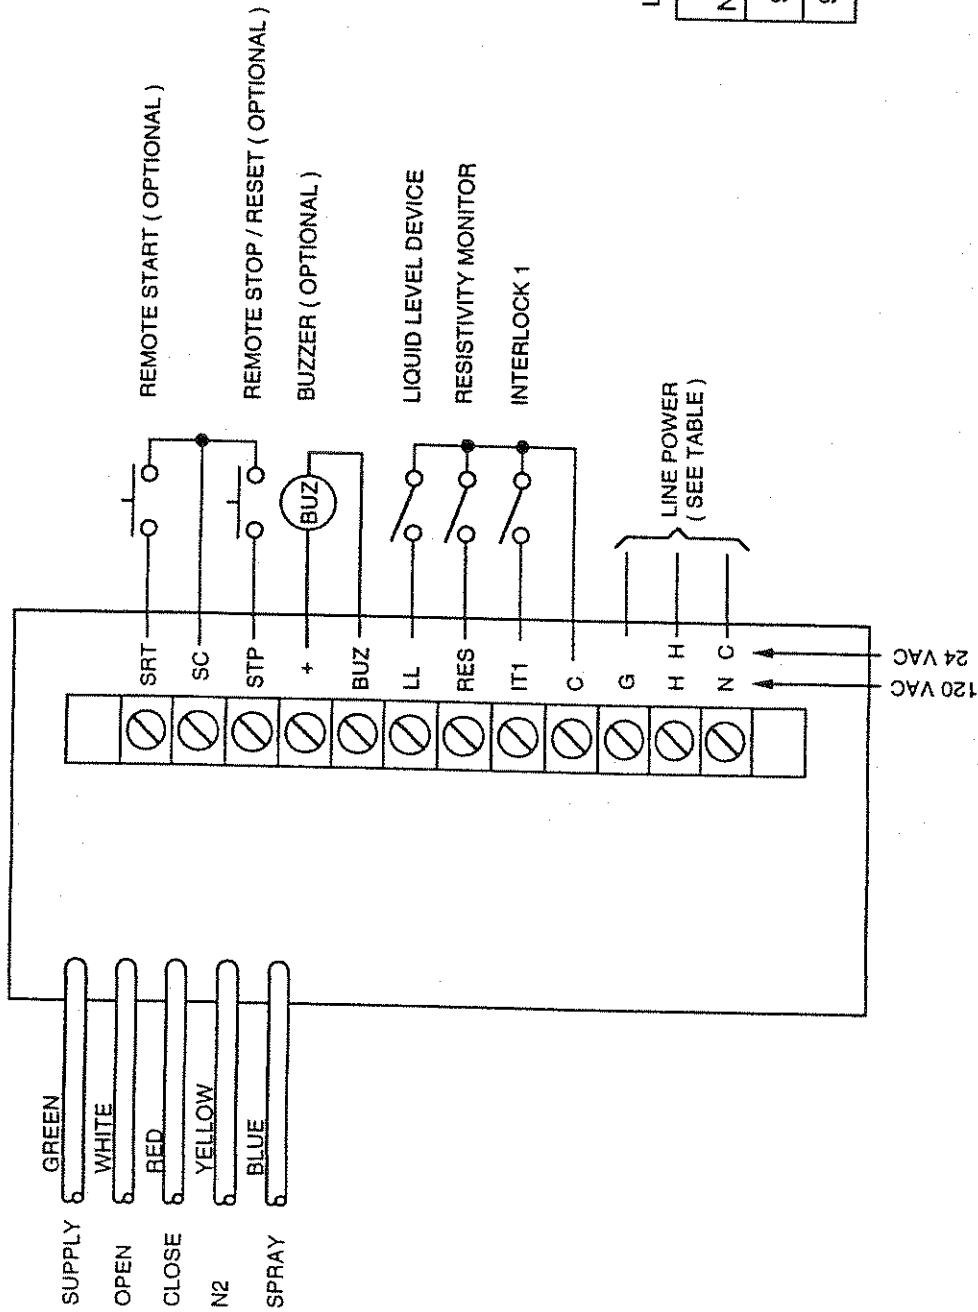 REMOTE START ( OPTIONAL )
REMOTE STOP / RESET ( OPTIONAL )
BUZZER ( OPTIONAL )
BUZ
LIQUID LEVEL DEVICE
RESISTIVITY MONITOR
INTERLOCK 1
LINE POWER
( SEE TABLE )
SRT
SC
STP
+
BUZ
LL
RES
IT1
C
G
H H
N C
24 VAC
120 VAC
SUPPLY GREEN
OPEN WHITE
CLOSE RED
N2 YELLOW
SPRAY BLUE